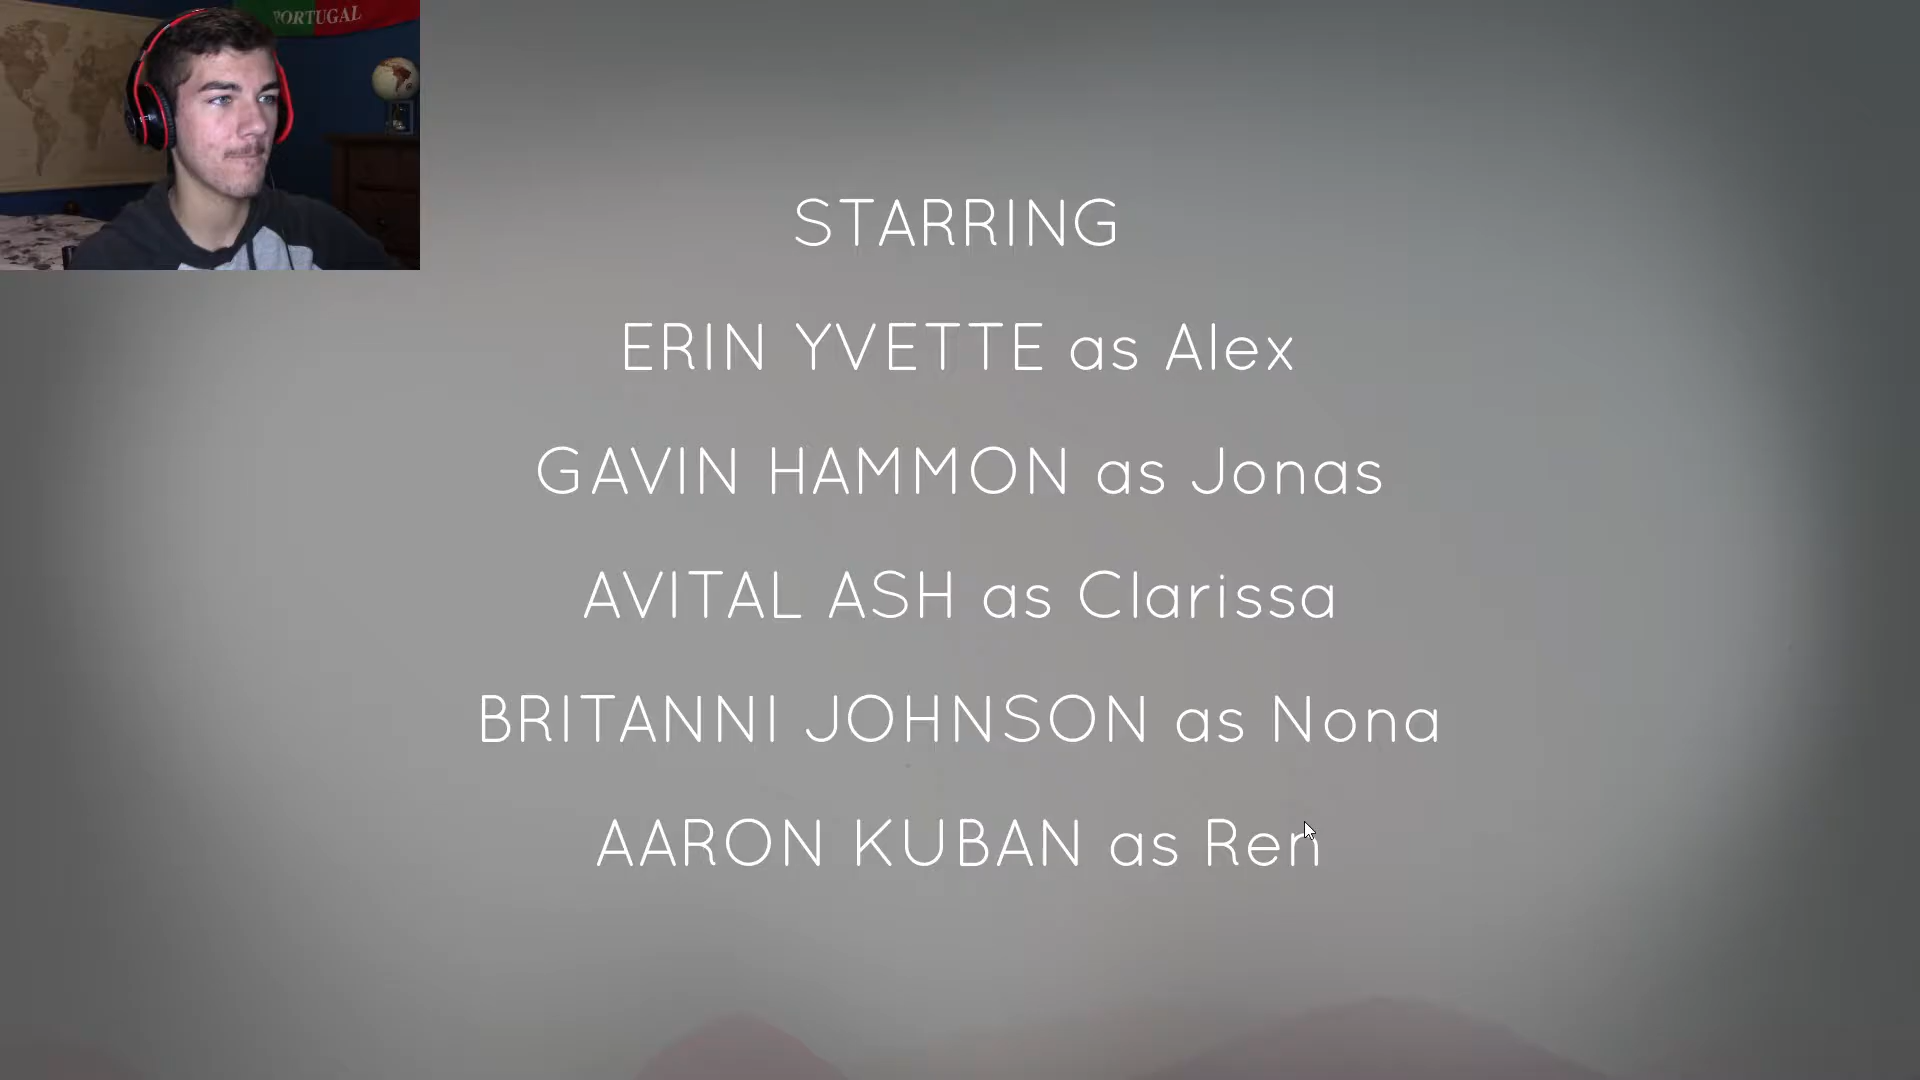 PORTUGAL
STARRING
ERIN YVETTE as Alex
GAVIN HAMMON as Jonas
AVITAL ASH as Clarissa
BRITANNI JOHNSON as Nona
AARON KUBAN as Ren